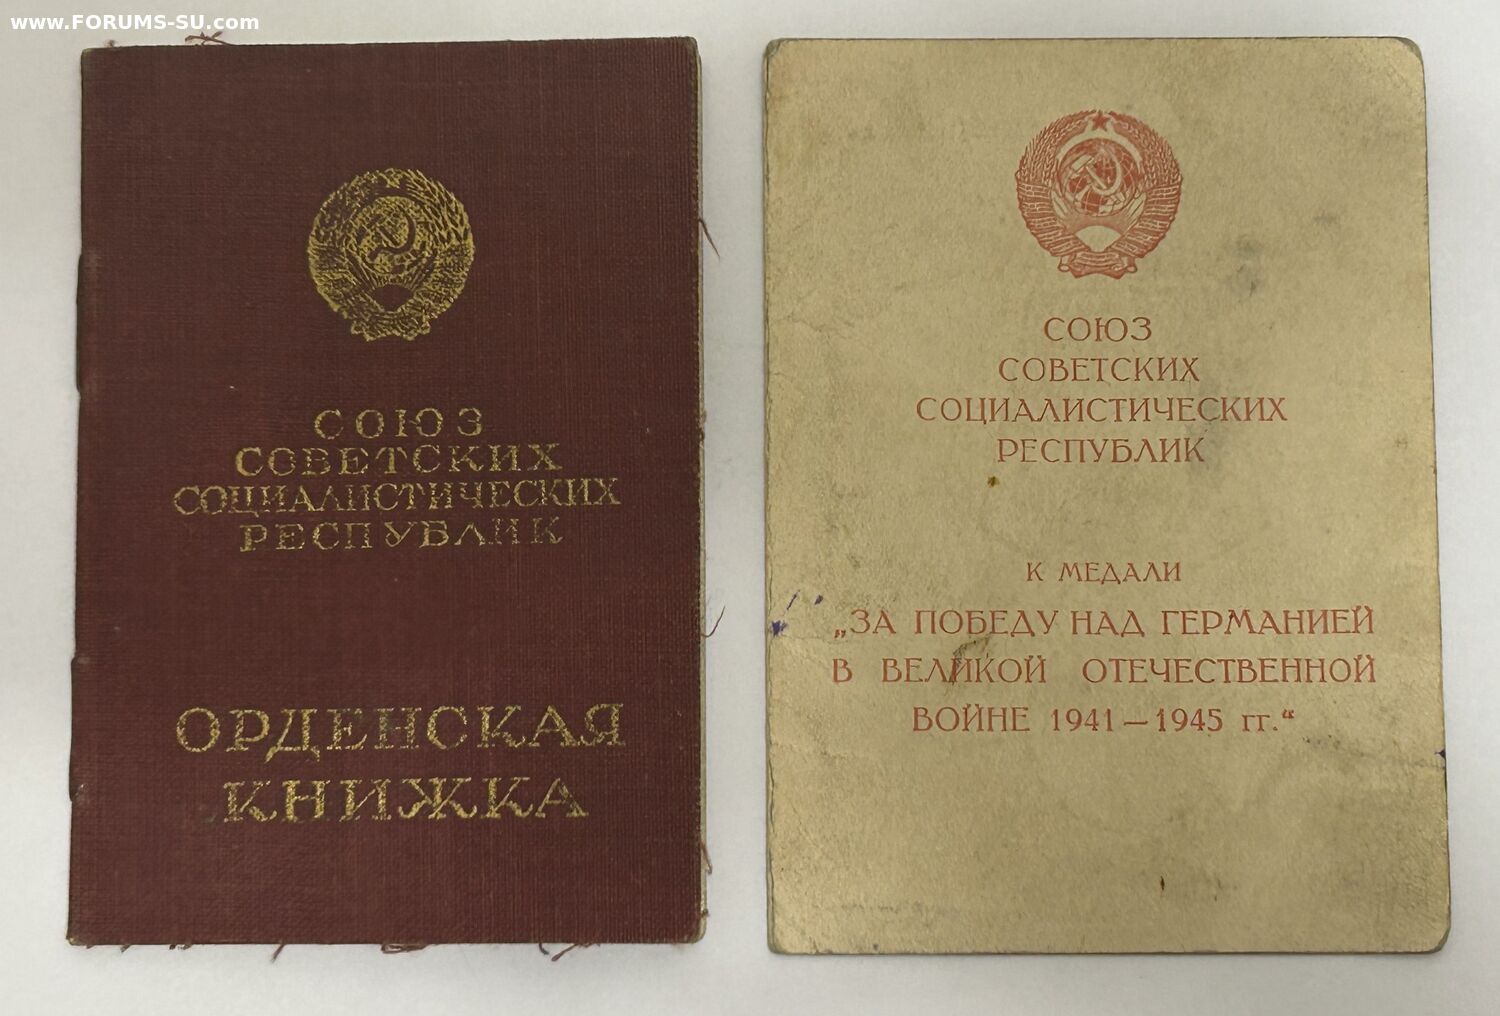 www.FORUMS-SU.com
СОЮЗ
СОВЕТСКИХ
СОЦИАЛИСТИЧЕСКИХ
РЕСПУБЛИК
ОРДЕНСКАЯ
КНИЖКА
СОЮЗ
СОВЕТСКИХ
СОЦИАЛИСТИЧЕСКИХ
РЕСПУБЛИК
К МЕДАЛИ
„ЗА ПОБЕДУ НАД ГЕРМАНИЕЙ
В ВЕЛИКОЙ ОТЕЧЕСТВЕННОЙ
ВОЙНЕ 1941—1945 гг.“